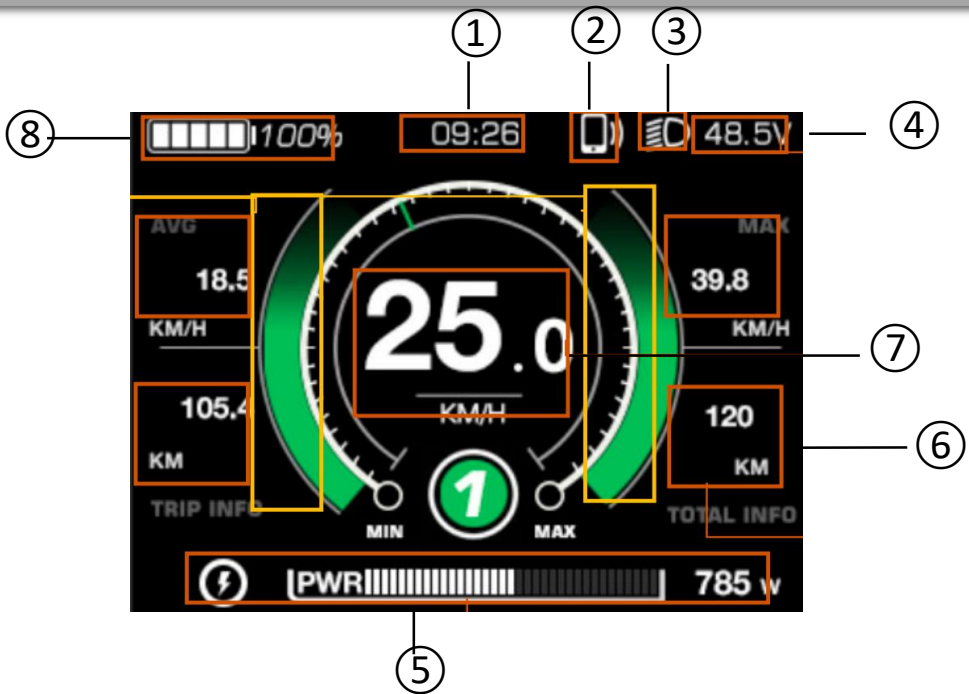 ① ② ③
⑧ 100% 09:26 48.5V ④
AVG MAX
18.5 39.8
KM/H 25.0 KM/H ⑦
KM/H
105.4 120
KM KM ⑥
TRIP INFO 1 TOTAL INFO
MIN MAX
PWR 785 W
⑤